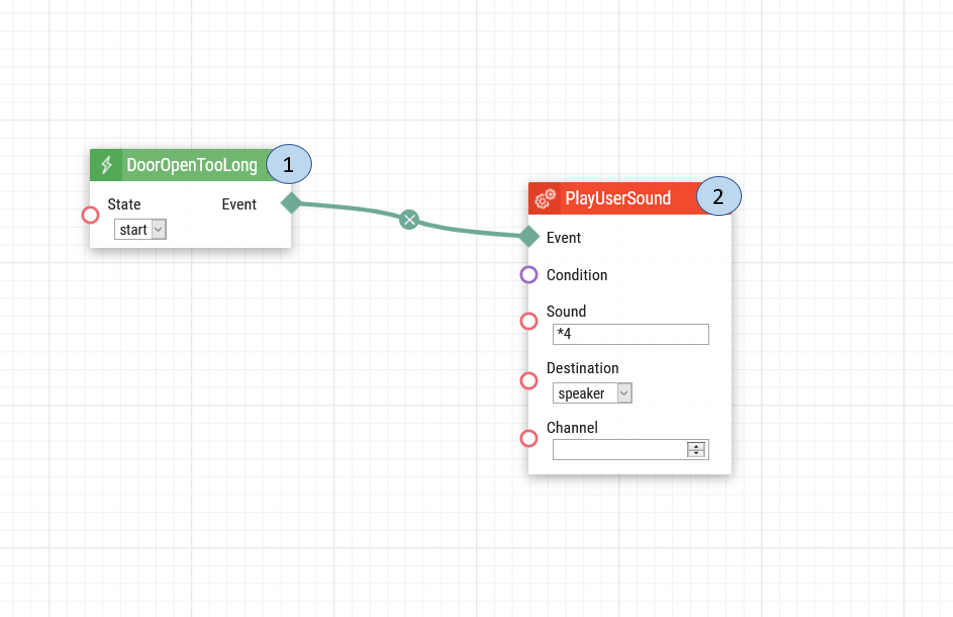 DoorOpenTooLong
1
State
Event
start
PlayUserSound
2
Event
Condition
Sound
*4
Destination
speaker
Channel